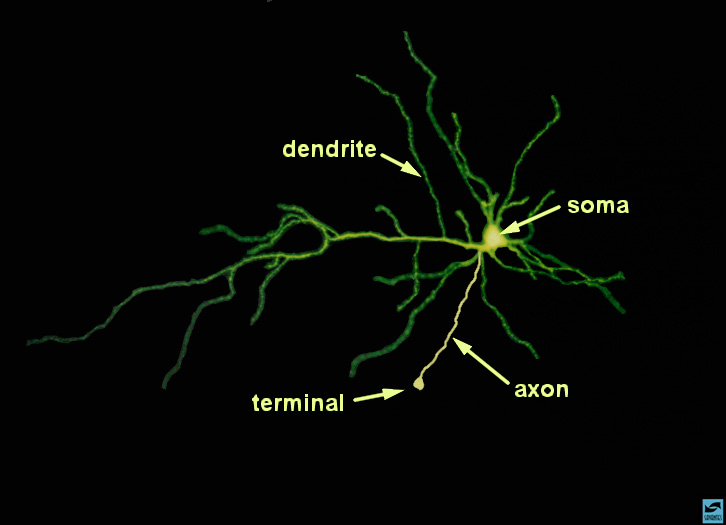 dendrite
soma
terminal
axon